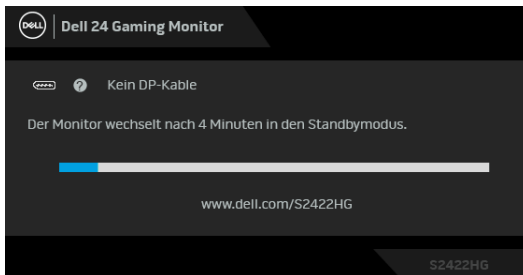 DELL
Dell 24 Gaming Monitor
Kein DP-Kable
Der Monitor wechselt nach 4 Minuten in den Standbymodus.
www.dell.com/S2422HG
S2422HG